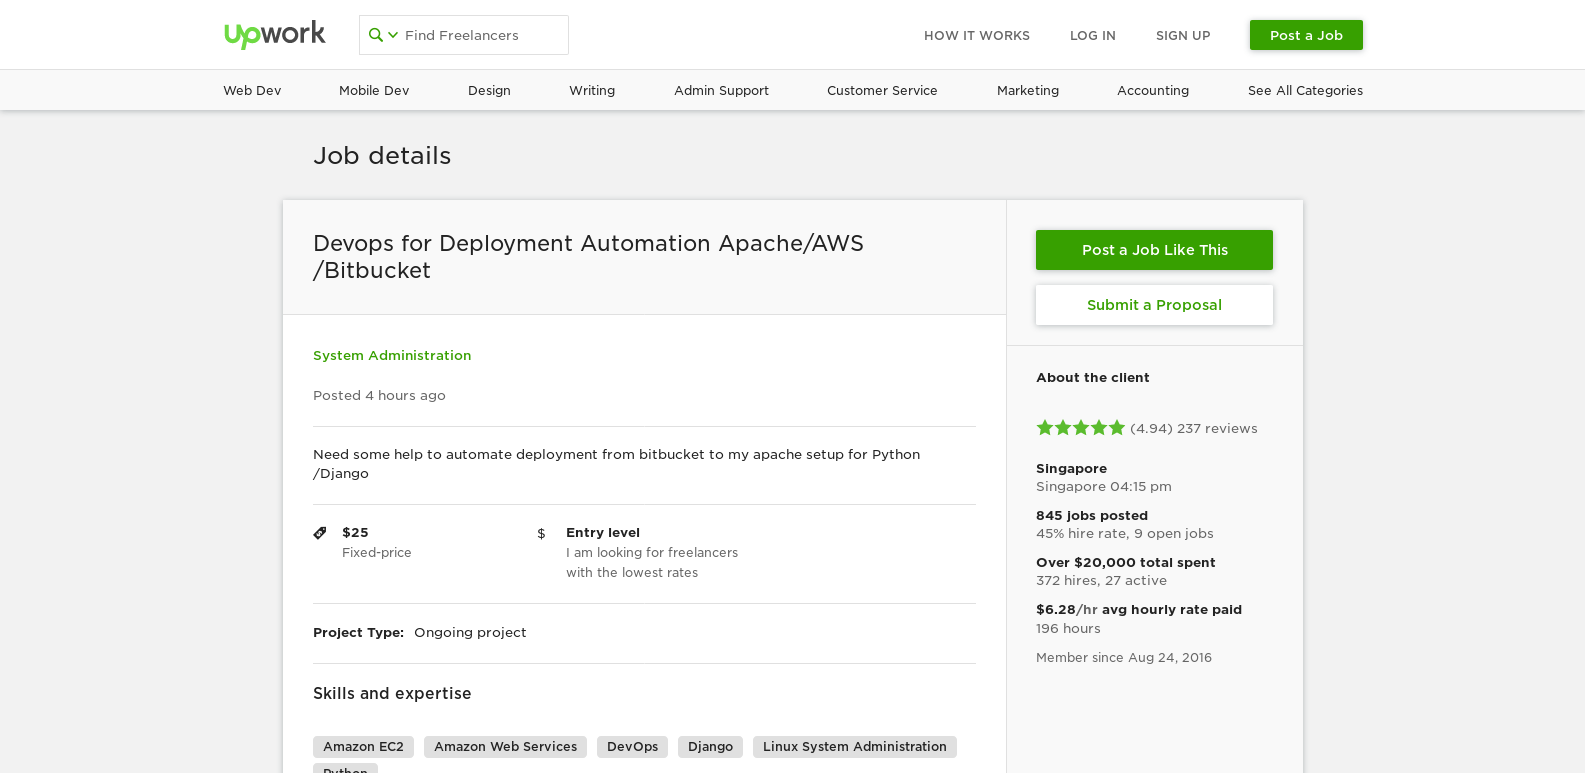 upwork
Find Freelancers
HOW IT WORKS
LOG IN
SIGN UP
Post a Job
Web Dev
Mobile Dev
Design
Writing
Admin Support
Customer Service
Marketing
Accounting
See All Categories
Job details
Devops for Deployment Automation Apache/AWS
/Bitbucket
System Administration
Posted 4 hours ago
Need some help to automate deployment from bitbucket to my apache setup for Python
/Django
$25
Fixed-price
$
Entry level
I am looking for freelancers
with the lowest rates
Project Type: Ongoing project
Skills and expertise
Amazon EC2
Amazon Web Services
DevOps
Django
Linux System Administration
Python
Post a Job Like This
Submit a Proposal
About the client
(4.94) 237 reviews
Singapore
Singapore 04:15 pm
845 jobs posted
45% hire rate, 9 open jobs
Over $20,000 total spent
372 hires, 27 active
$6.28/hr avg hourly rate paid
196 hours
Member since Aug 24, 2016